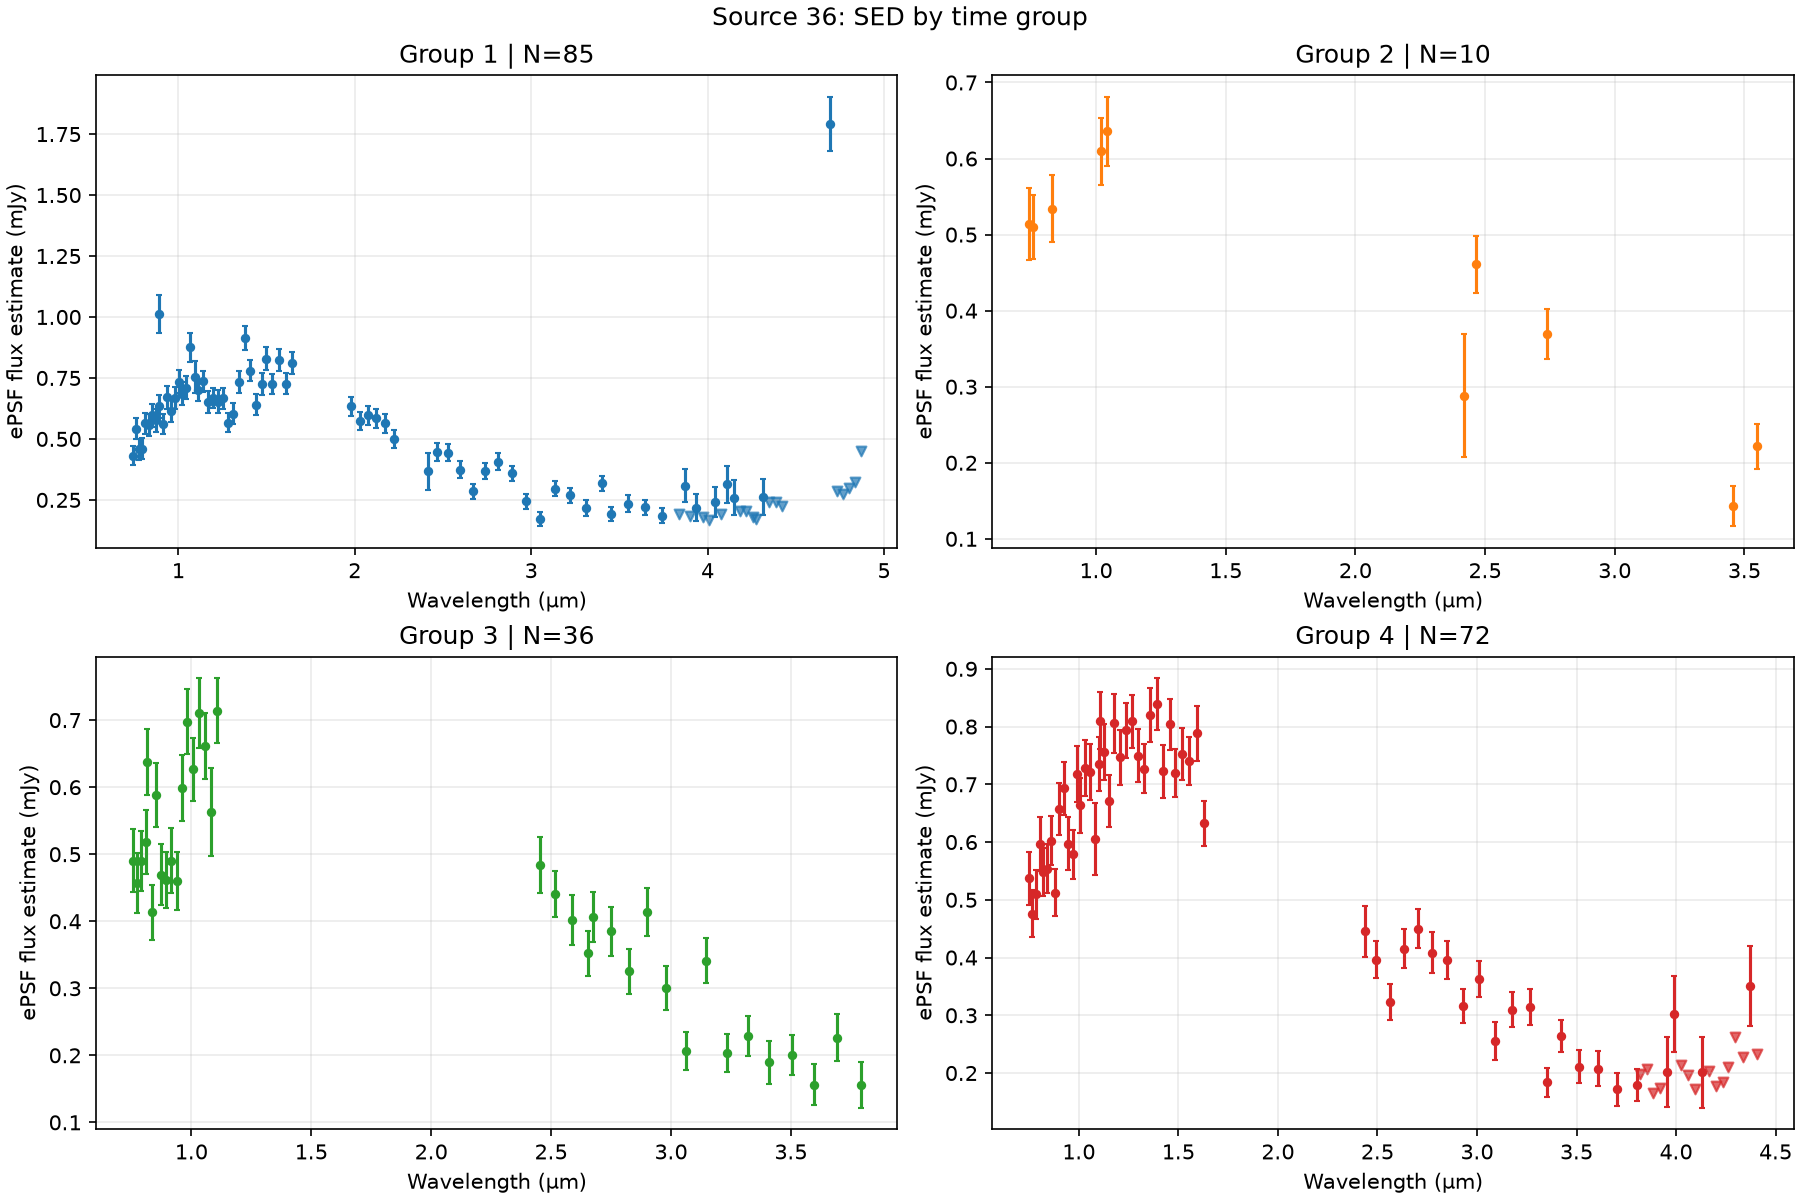 Source 36: SED by time group
Group 1 | N=85
ePSF flux estimate (mJy)
1.75
1.50
1.25
1.00
0.75
0.50
0.25
1 2 3 4 5
Wavelength (µm)
Group 2 | N=10
ePSF flux estimate (mJy)
0.7
0.6
0.5
0.4
0.3
0.2
0.1
1.0 1.5 2.0 2.5 3.0 3.5
Wavelength (µm)
Group 3 | N=36
ePSF flux estimate (mJy)
0.7
0.6
0.5
0.4
0.3
0.2
0.1
1.0 1.5 2.0 2.5 3.0 3.5
Wavelength (µm)
Group 4 | N=72
ePSF flux estimate (mJy)
0.9
0.8
0.7
0.6
0.5
0.4
0.3
0.2
1.0 1.5 2.0 2.5 3.0 3.5 4.0 4.5
Wavelength (µm)